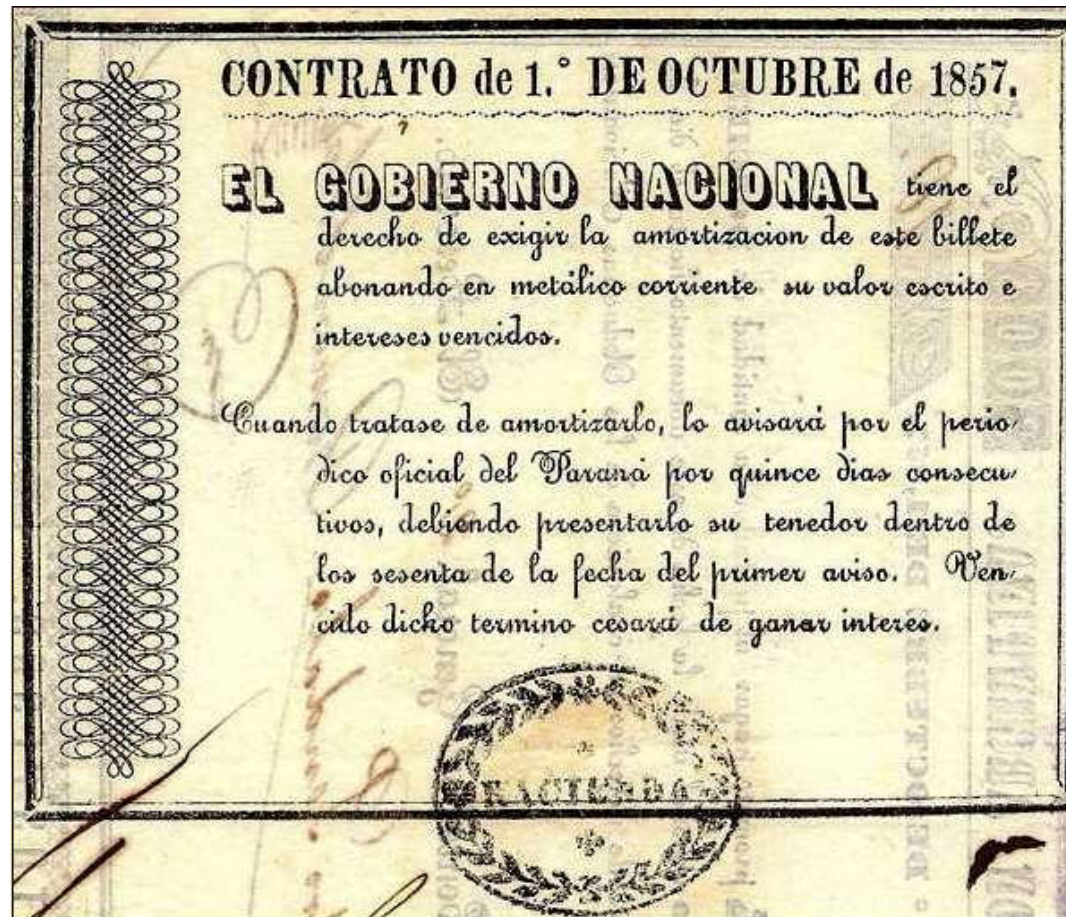 CONTRATO de 1.º DE OCTUBRE de 1857.
EL GOBIERNO NACIONAL tiene el
derecho de exigir la amortizacion de este billete
abonando en metálico corriente su valor escrito e
intereses vencidos.
Cuando tratase de amortizarlo, lo avisará por el perio-
dico oficial del Paraná por quince dias consecu-
tivos, debiendo presentarlo su tenedor dentro de
los sesenta de la fecha del primer aviso. Ven-
cido dicho termino cesará de ganar interes.